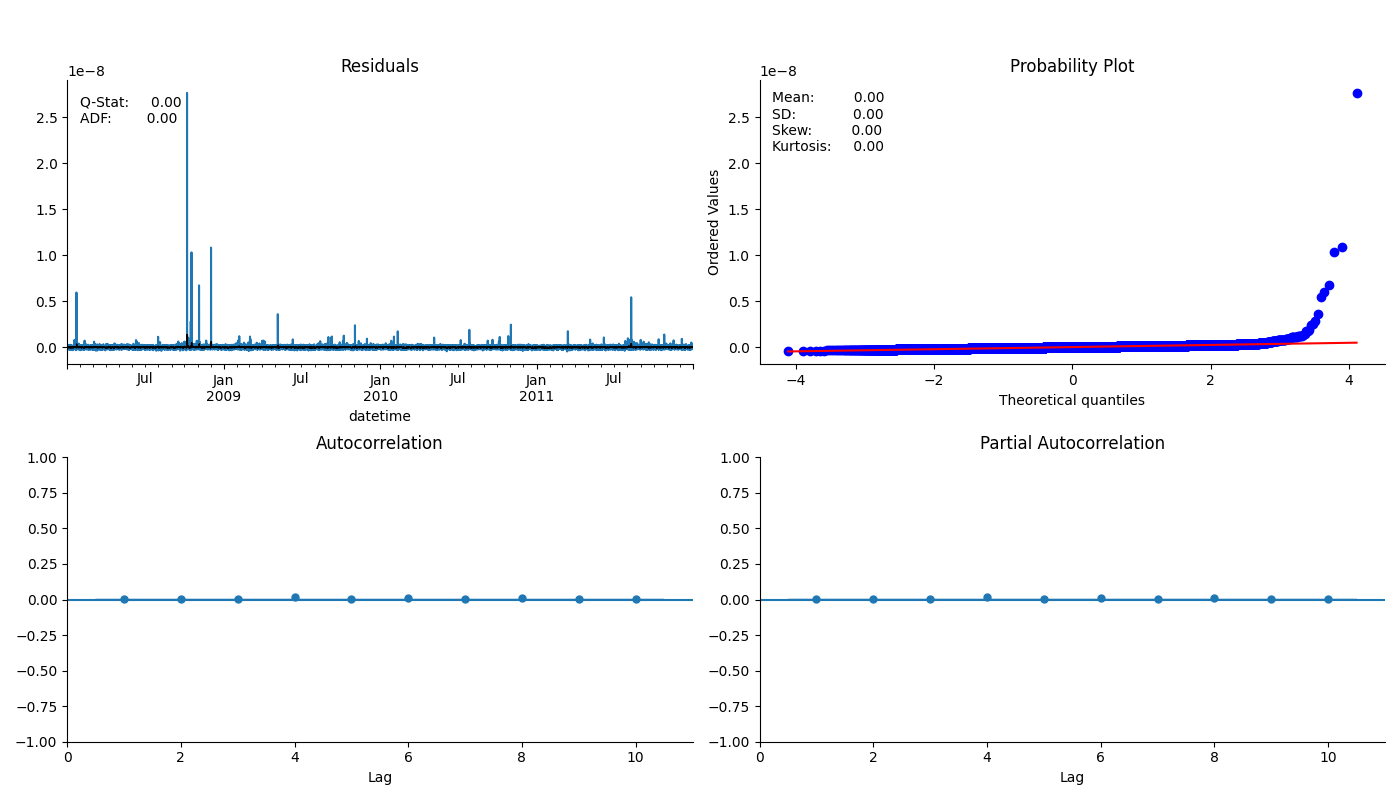 Residuals
1e−8
Q-Stat: 0.00
ADF: 0.00
2.5
2.0
1.5
1.0
0.5
0.0
Jul Jan Jul Jan Jul Jan Jul
2009 2010 2011
datetime
Probability Plot
1e−8
Mean: 0.00
SD: 0.00
Skew: 0.00
Kurtosis: 0.00
Ordered Values
2.5
2.0
1.5
1.0
0.5
0.0
−4 −2 0 2 4
Theoretical quantiles
Autocorrelation
1.00
0.75
0.50
0.25
0.00
−0.25
−0.50
−0.75
−1.00
0 2 4 6 8 10
Lag
Partial Autocorrelation
1.00
0.75
0.50
0.25
0.00
−0.25
−0.50
−0.75
−1.00
0 2 4 6 8 10
Lag